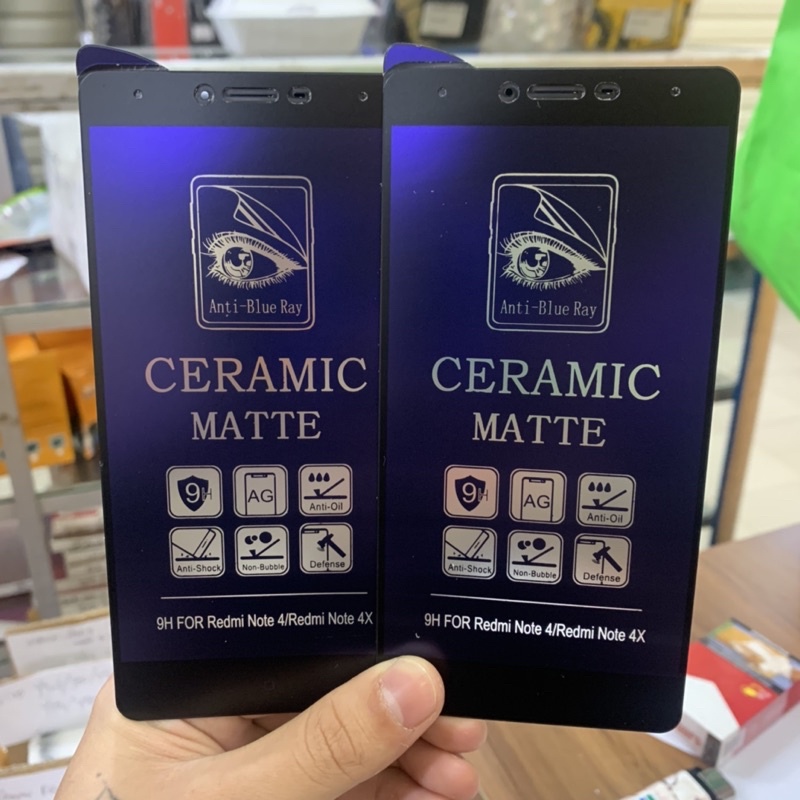 Anti-Blue Ray
CERAMIC
MATTE
9H
AG
Anti-Oil
Anti-Shock
Non-Bubble
Defense
9H FOR Redmi Note 4/Redmi Note 4X
Anti-Blue Ray
CERAMIC
MATTE
9H
AG
Anti-Oil
Anti-Shock
Non-Bubble
Defense
9H FOR Redmi Note 4/Redmi Note 4X